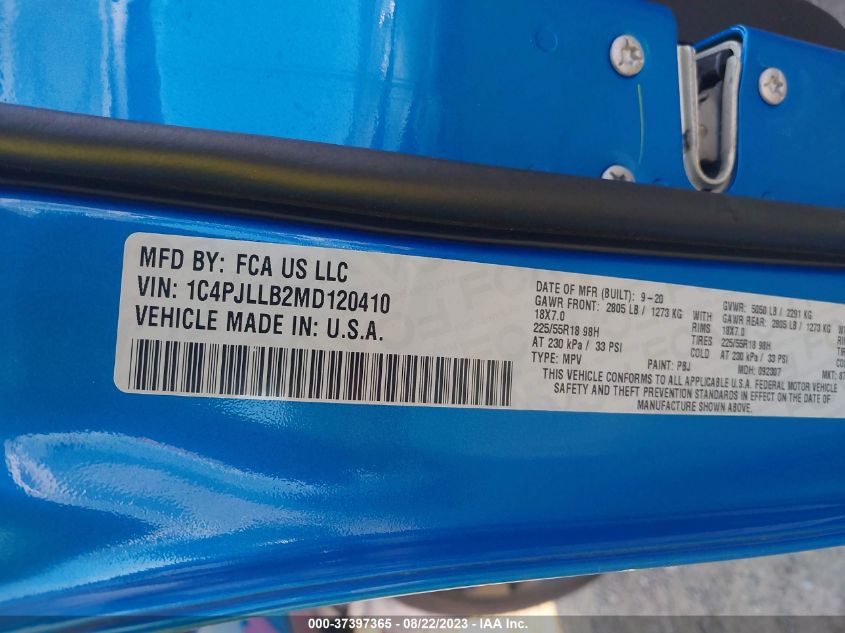 MFD BY: FCA US LLC
VIN: 1C4PJLLB2MD120410
VEHICLE MADE IN: U.S.A.
DATE OF MFR (BUILT): 9-20 GVWR: 5050 LB / 2291 KG
GAWR FRONT: 2805 LB / 1273 KG WITH GAWR REAR: 2805 LB / 1273 KG WITH
18X7.0 RIMS 18X7.0
225/55R18 98H TIRES 225/55R18 98H
AT 230 kPa / 33 PSI COLD AT 230 kPa / 33 PSI
TYPE: MPV PAINT: PBJ MDH: 092307 MKT:
THIS VEHICLE CONFORMS TO ALL APPLICABLE U.S.A. FEDERAL MOTOR VEHICLE
SAFETY AND THEFT PREVENTION STANDARDS IN EFFECT ON THE DATE OF
MANUFACTURE SHOWN ABOVE.
000-37397365 - 08/22/2023 - IAA Inc.